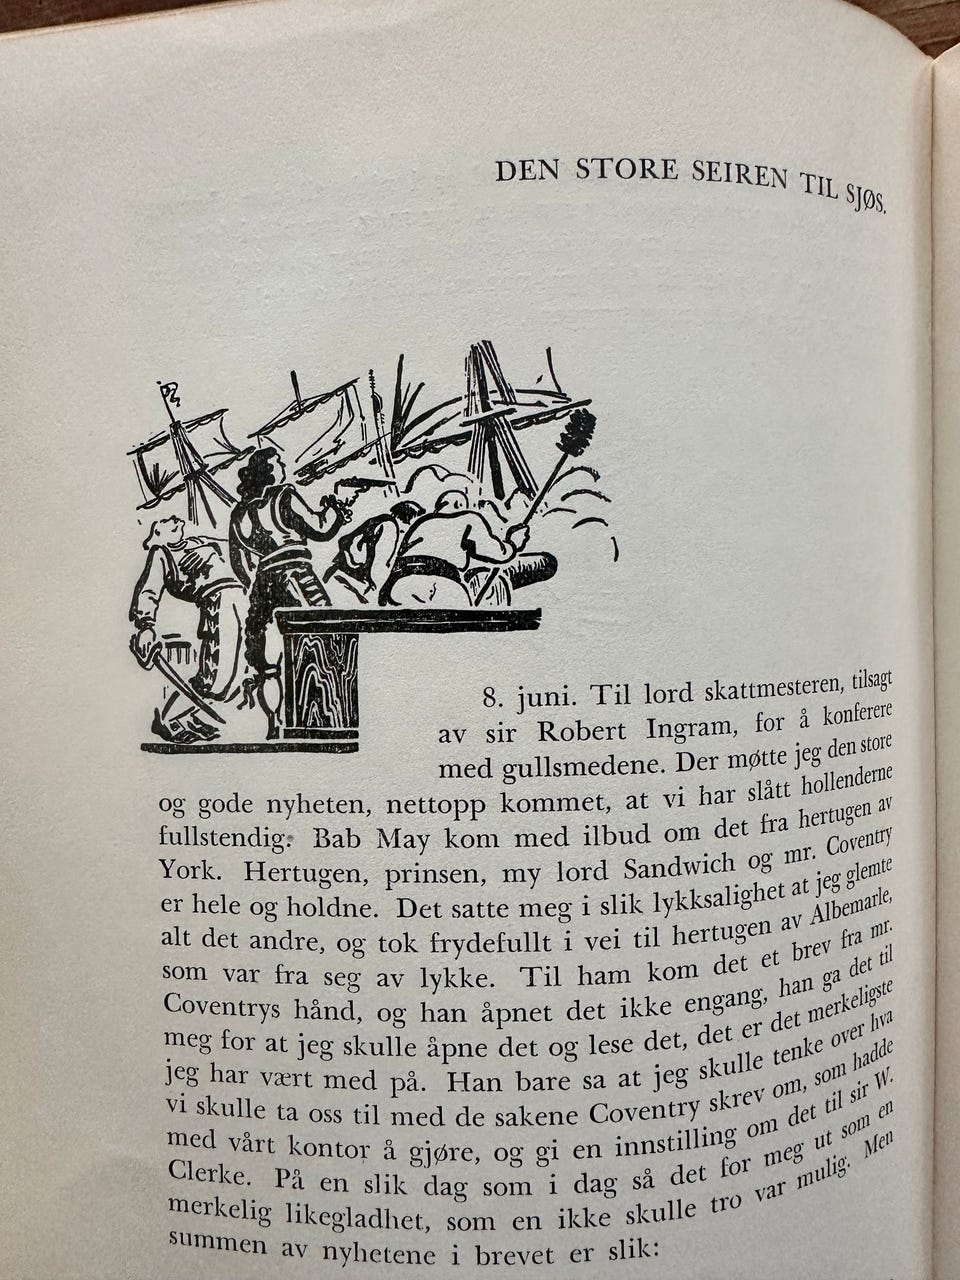 DEN STORE SEIREN TIL SJØS.
8. juni. Til lord skattmesteren, tilsagt
av sir Robert Ingram, for å konferere
med gullsmedene. Der møtte jeg den store
og gode nyheten, nettopp kommet, at vi har slått hollenderne
fullstendig. Bab May kom med ilbud om det fra hertugen av
York. Hertugen, prinsen, my lord Sandwich og mr. Coventry
er hele og holdne. Det satte meg i slik lykksalighet at jeg glemte
alt det andre, og tok frydefullt i vei til hertugen av Albemarle,
som var fra seg av lykke. Til ham kom det et brev fra mr.
Coventrys hånd, og han åpnet det ikke engang, han ga det til
meg for at jeg skulle åpne det og lese det, det er det merkeligste
jeg har vært med på. Han bare sa at jeg skulle tenke over hva
vi skulle ta oss til med de sakene Coventry skrev om, som hadde
med vårt kontor å gjøre, og gi en innstilling om det til sir W.
Clerke. På en slik dag som i dag så det for meg ut som en
merkelig likegladhet, som en ikke skulle tro var mulig. Men
summen av nyhetene i brevet er slik: